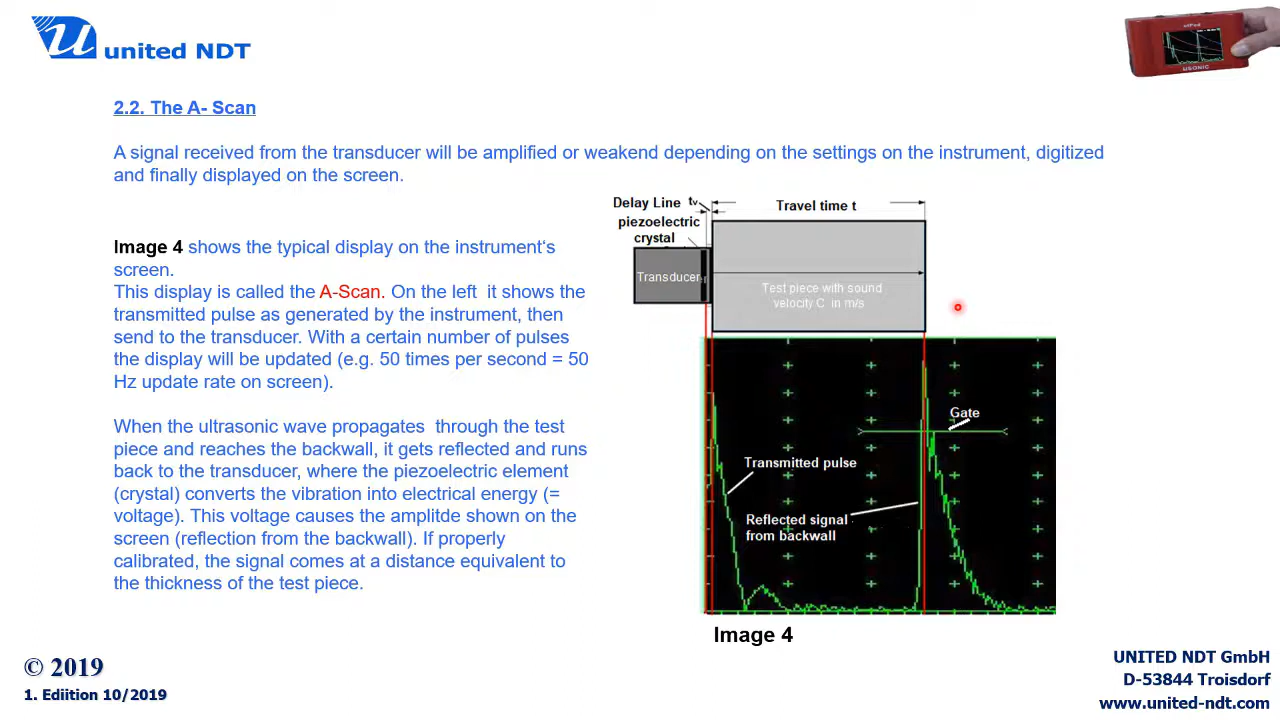 united NDT
USONIC
2.2. The A- Scan
A signal received from the transducer will be amplified or weakend depending on the settings on the instrument, digitized
and finally displayed on the screen.
Image 4 shows the typical display on the instrument's
screen.
This display is called the A-Scan. On the left it shows the
transmitted pulse as generated by the instrument, then
send to the transducer. With a certain number of pulses
the display will be updated (e.g. 50 times per second = 50
Hz update rate on screen).
When the ultrasonic wave propagates through the test
piece and reaches the backwall, it gets reflected and runs
back to the transducer, where the piezoelectric element
(crystal) converts the vibration into electrical energy (=
voltage). This voltage causes the amplitde shown on the
screen (reflection from the backwall). If properly
calibrated, the signal comes at a distance equivalent to
the thickness of the test piece.
Delay Line tv
Travel time t
piezoelectric
crystal
Transducer
Test piece with sound
velocity C in m/s
Gate
Transmitted pulse
Reflected signal
from backwall
Image 4
© 2019
1. Ediition 10/2019
UNITED NDT GmbH
D-53844 Troisdorf
www.united-ndt.com